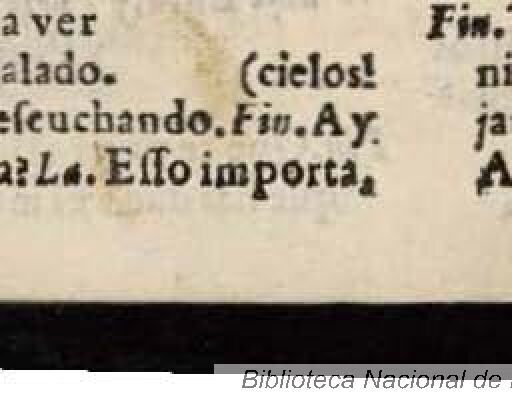 a ver
alado. (cielos!
eſcuchando. Fin. Ay
a? La. Eſſo importa,
Fin.
ni
ja
A
Biblioteca Nacional de